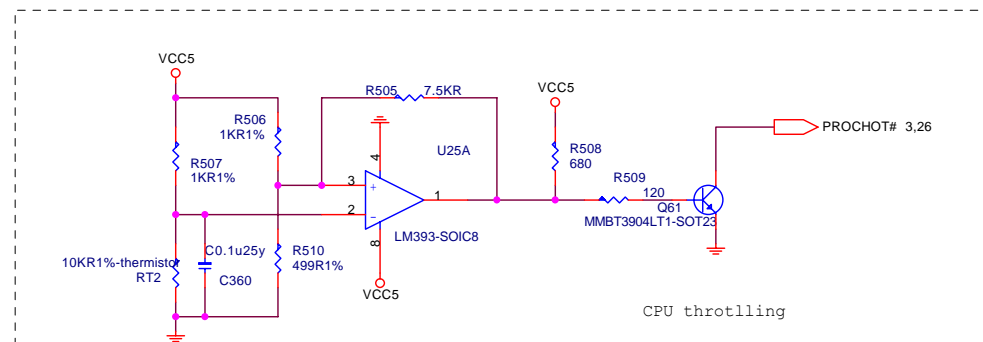 VCC5
R505 7.5KR
VCC5
R506
1KR1%
R507
1KR1%
4
U25A
R508
680
PROCHOT# 3,26
3
+
2
-
1
R509
120
Q61
MMBT3904LT1-SOT23
8
LM393-SOIC8
C0.1u25y
C360
R510
499R1%
10KR1%-thermistor
RT2
VCC5
CPU throtlling